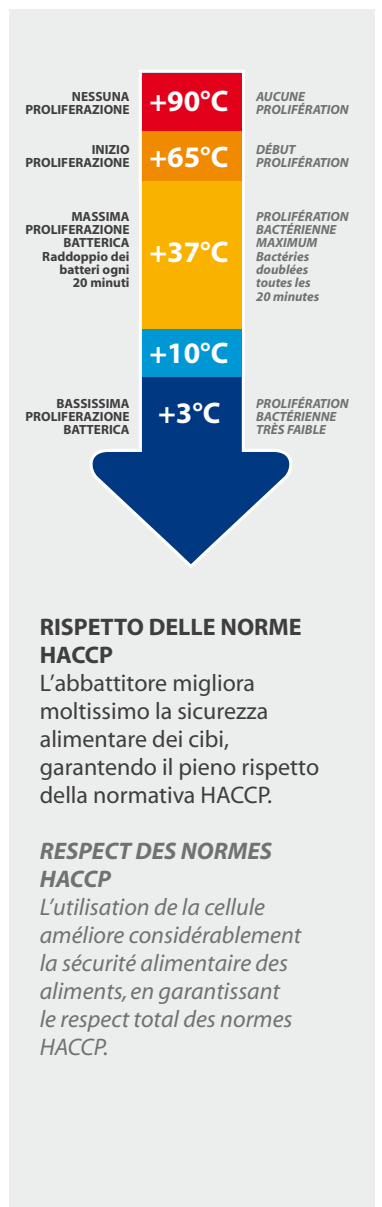 NESSUNA
PROLIFERAZIONE
+90°C
AUCUNE
PROLIFÉRATION
INIZIO
PROLIFERAZIONE
+65°C
DÉBUT
PROLIFÉRATION
MASSIMA
PROLIFERAZIONE
BATTERICA
Raddoppio dei
batteri ogni
20 minuti
+37°C
PROLIFÉRATION
BACTÉRIENNE
MAXIMUM
Bactéries
doublées
toutes les
20 minutes
+10°C
BASSISSIMA
PROLIFERAZIONE
BATTERICA
+3°C
PROLIFÉRATION
BACTÉRIENNE
TRÈS FAIBLE
RISPETTO DELLE NORME
HACCP
L'abbattitore migliora
moltissimo la sicurezza
alimentare dei cibi,
garantendo il pieno rispetto
della normativa HACCP.
RESPECT DES NORMES
HACCP
L'utilisation de la cellule
améliore considérablement
la sécurité alimentaire des
aliments, en garantissant
le respect total des normes
HACCP.